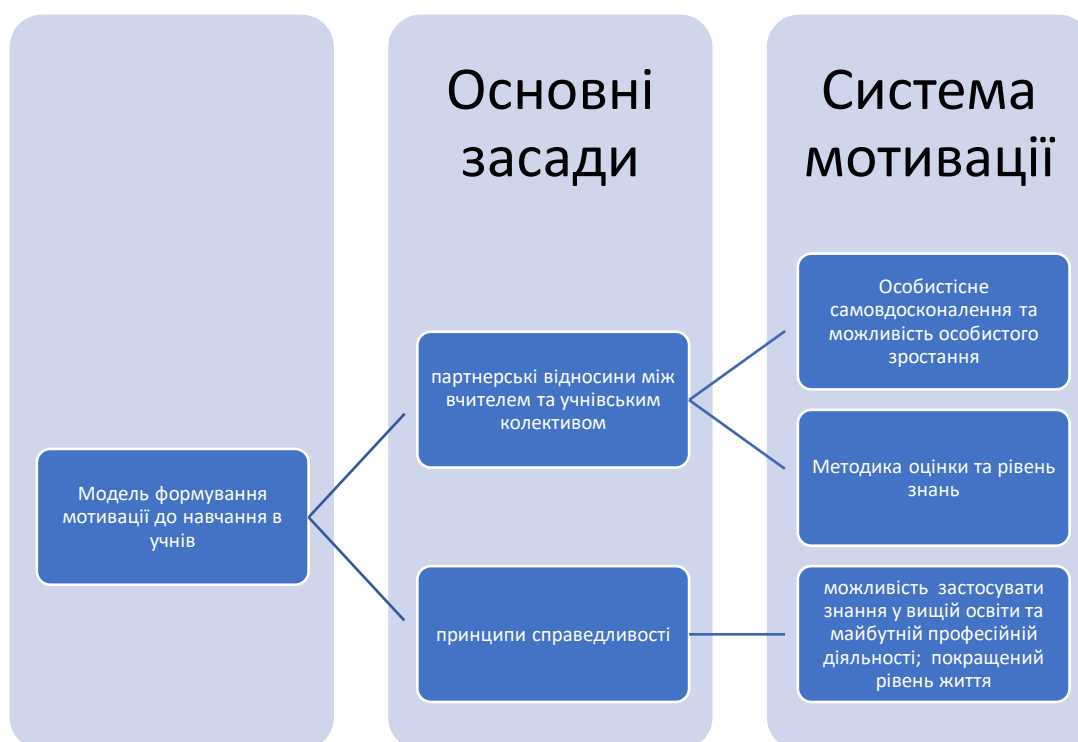 Основні
засади
Система
мотивації
Модель формування
мотивації до навчання в
учнів
партнерські відносини між
вчителем та учнівським
колективом
принципи справедливості
Особистісне
самовдосконалення та
можливість особистого
зростання
Методика оцінки та рівень
знань
можливість застосувати
знання у вищій освіті та
майбутній професійній
діяльності; покращений
рівень життя